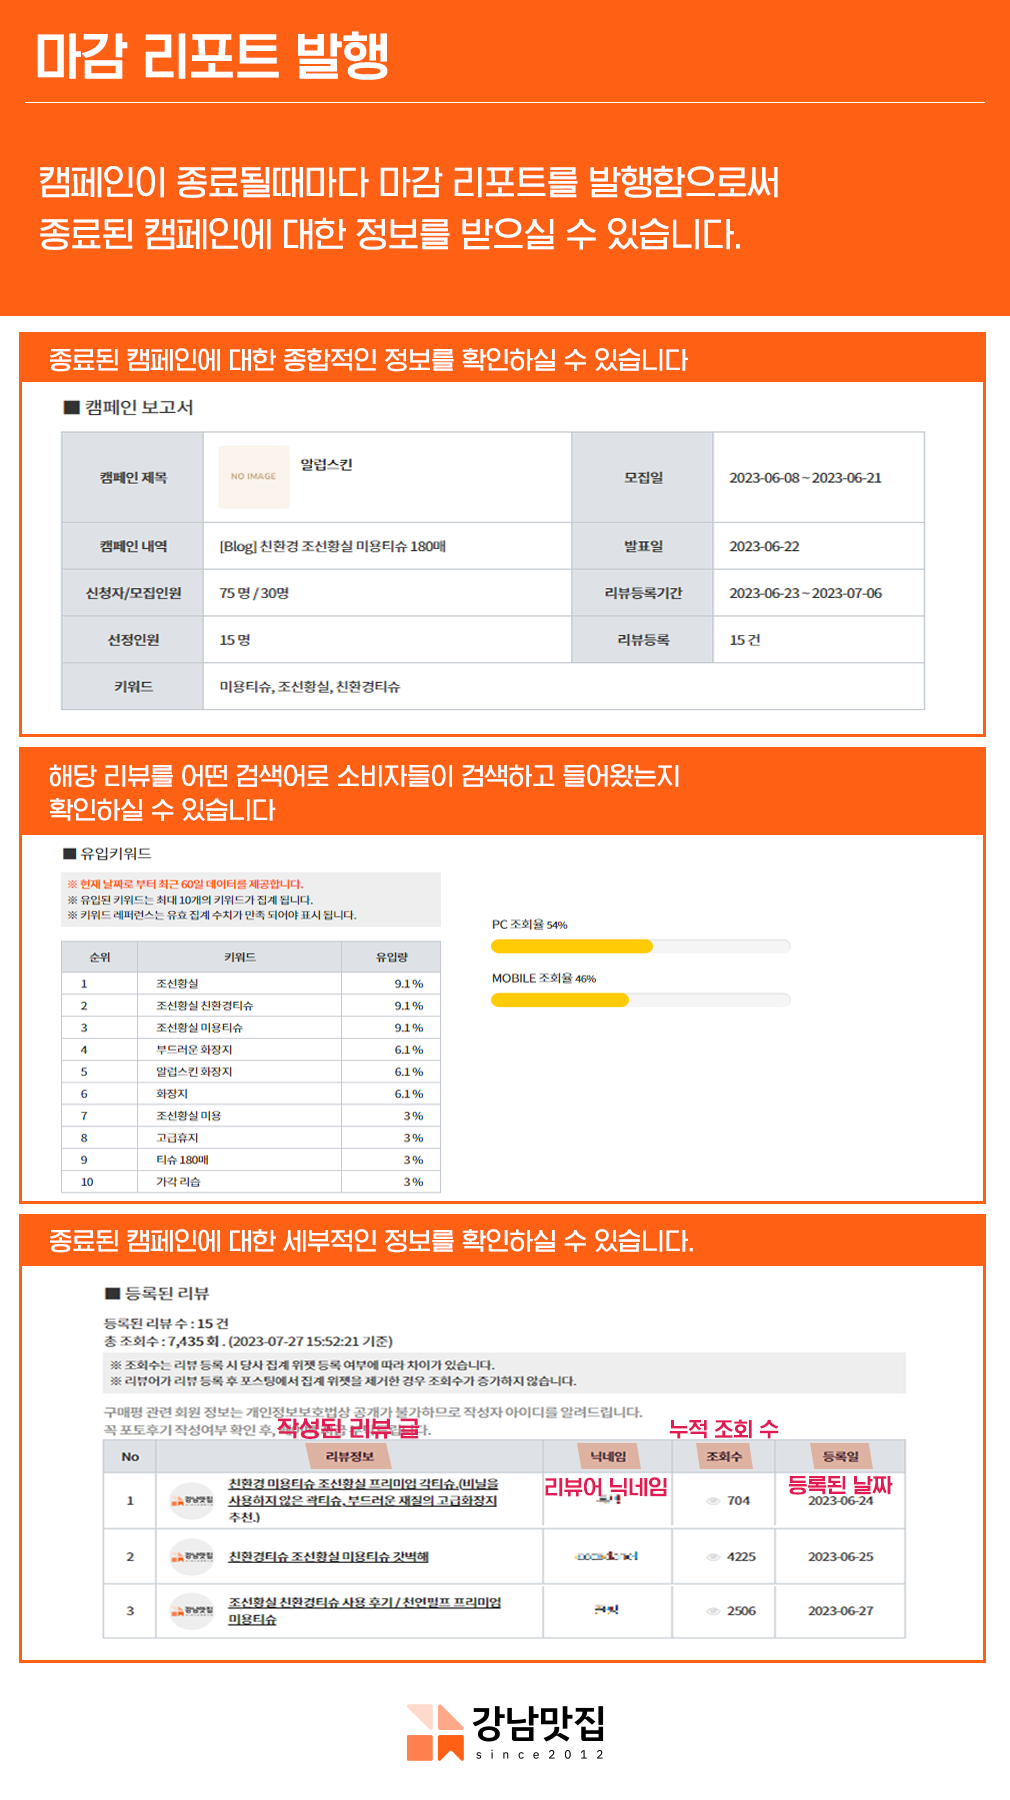 마감 리포트 발행
캠페인이 종료될때마다 마감 리포트를 발행함으로써
종료된 캠페인에 대한 정보를 받으실 수 있습니다.
종료된 캠페인에 대한 종합적인 정보를 확인하실 수 있습니다
■ 캠페인 보고서
캠페인 제목 NO IMAGE 알럽스킨 모집일 2023-06-08 ~ 2023-06-21
캠페인 내역 [Blog] 친환경 조선황실 미용티슈 180매 발표일 2023-06-22
신청자/모집인원 75 명 / 30명 리뷰등록기간 2023-06-23 ~ 2023-07-06
선정인원 15 명 리뷰등록 15 건
키워드 미용티슈, 조선황실, 친환경티슈
해당 리뷰를 어떤 검색어로 소비자들이 검색하고 들어왔는지
확인하실 수 있습니다
■ 유입키워드
※ 현재 날짜로 부터 최근 60일 데이터를 제공합니다.
※ 유입된 키워드는 최대 10개의 키워드가 집계 됩니다.
※ 키워드 레퍼런스는 유효 집계 수치가 만족 되어야 표시 됩니다.
순위 키워드 유입량
1 조선황실 9.1 %
2 조선황실 친환경티슈 9.1 %
3 조선황실 미용티슈 9.1 %
4 부드러운 화장지 6.1 %
5 알럽스킨 화장지 6.1 %
6 화장지 6.1 %
7 조선황실 미용 3 %
8 고급휴지 3 %
9 티슈 180매 3 %
10 가각 리습 3 %
PC 조회율 54%
MOBILE 조회율 46%
종료된 캠페인에 대한 세부적인 정보를 확인하실 수 있습니다.
■ 등록된 리뷰
등록된 리뷰 수 : 15 건
총 조회수 : 7,435 회 . (2023-07-27 15:52:21 기준)
※ 조회수는 리뷰 등록 시 당사 집계 위젯 등록 여부에 따라 차이가 있습니다.
※ 리뷰어가 리뷰 등록 후 포스팅에서 집계 위젯을 제거한 경우 조회수가 증가하지 않습니다.
구매평 관련 회원 정보는 개인정보보호법상 공개가 불가하므로 작성자 아이디를 알려드립니다.
꼭 포토후기 작성여부 확인 후,
작성된 리뷰 글 누적 조회 수
No 리뷰정보 닉네임 조회수 등록일
리뷰어 닉네임 등록된 날짜
1 강남맛집 친환경 미용티슈 조선황실 프리미엄 각티슈.(비닐을
사용하지 않은 곽티슈, 부드러운 재질의 고급화장지
추천.) 704 2023-06-24
2 강남맛집 친환경티슈 조선황실 미용티슈 갓벽해 4225 2023-06-25
3 강남맛집 조선황실 친환경티슈 사용 후기 / 천연펄프 프리미엄
미용티슈 2506 2023-06-27
강남맛집
since2012